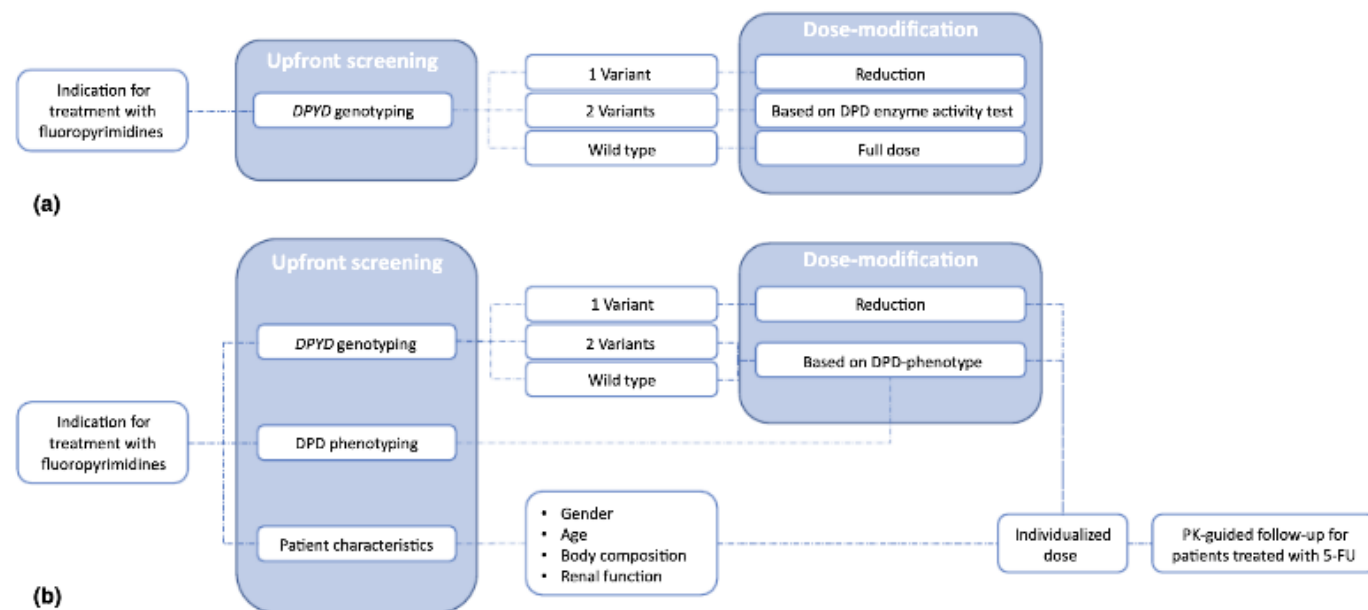 Upfront screening
Dose-modification
Indication for
treatment with
fluoropyrimidines
DPYD genotyping
1 Variant
Reduction
2 Variants
Based on DPD enzyme activity test
Wild type
Full dose
(a)
Upfront screening
Dose-modification
1 Variant
Reduction
DPYD genotyping
2 Variants
Based on DPD-phenotype
Wild type
Indication for
treatment with
fluoropyrimidines
DPD phenotyping
Patient characteristics
• Gender
• Age
• Body composition
• Renal function
Individualized
dose
PK-guided follow-up for
patients treated with 5-FU
(b)